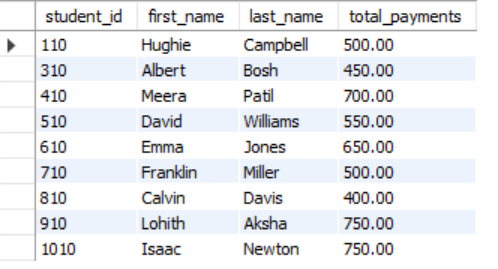 student_id first_name last_name total_payments
110 Hughie Campbell 500.00
310 Albert Bosh 450.00
410 Meera Patil 700.00
510 David Williams 550.00
610 Emma Jones 650.00
710 Franklin Miller 500.00
810 Calvin Davis 400.00
910 Lohith Aksha 750.00
1010 Isaac Newton 750.00